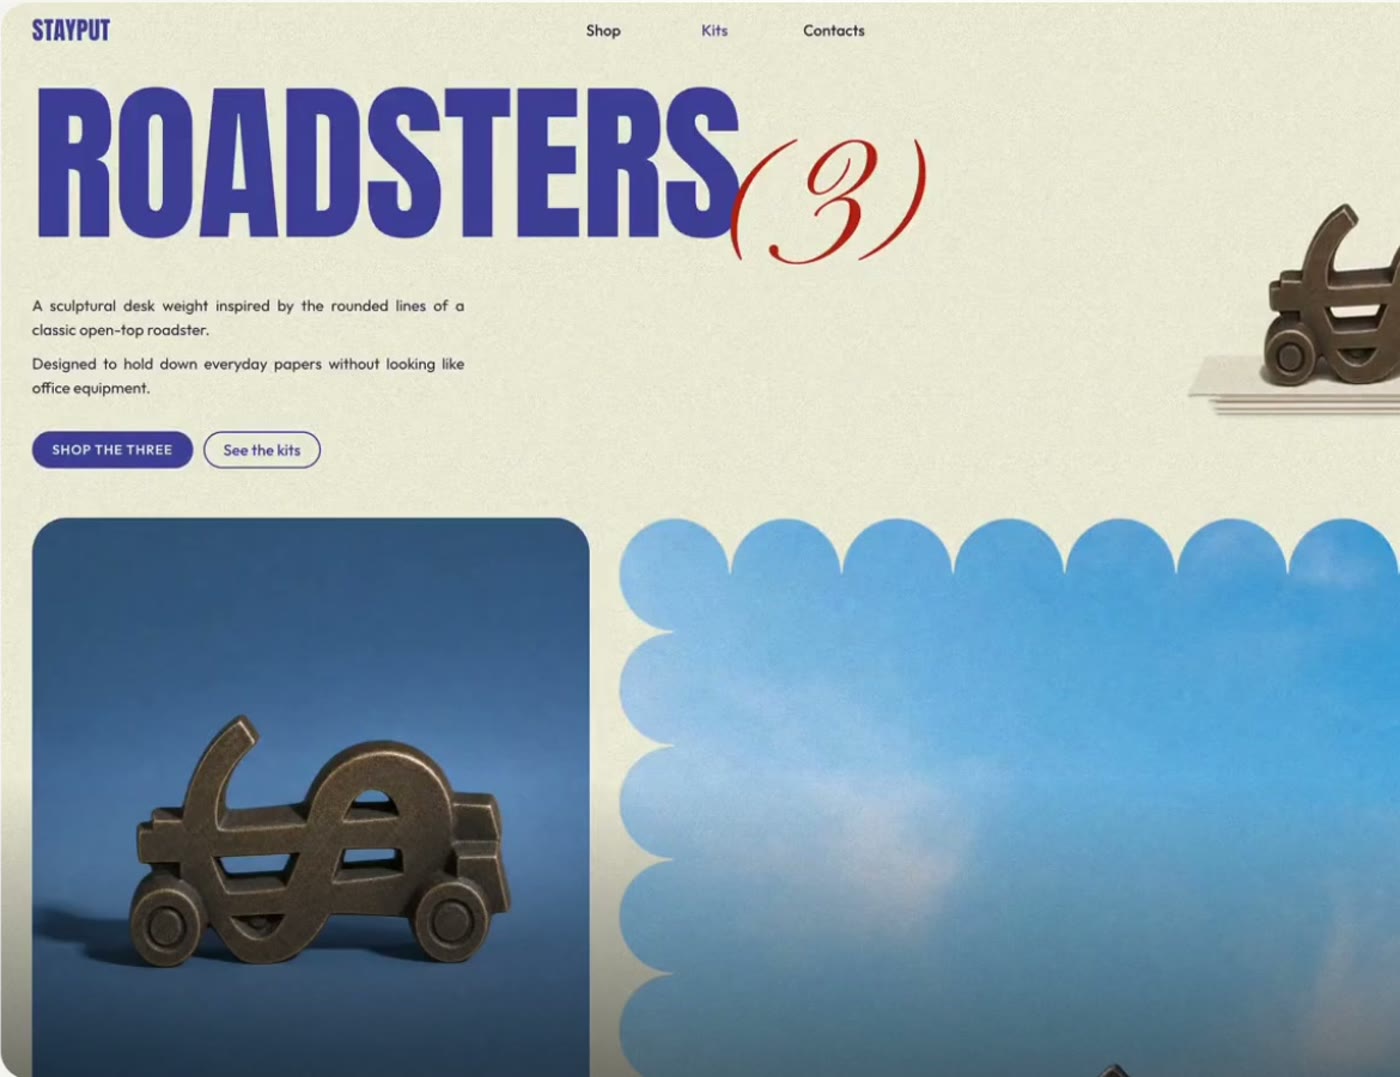 STAYPUT
Shop
Kits
Contacts
ROADSTERS (3)
A sculptural desk weight inspired by the rounded lines of a
classic open-top roadster.
Designed to hold down everyday papers without looking like
office equipment.
SHOP THE THREE
See the kits